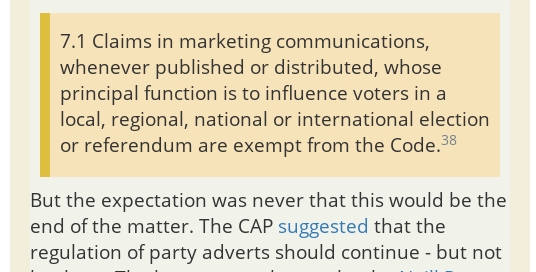 7.1 Claims in marketing communications,
whenever published or distributed, whose
principal function is to influence voters in a
local, regional, national or international election
or referendum are exempt from the Code.38
But the expectation was never that this would be the
end of the matter. The CAP suggested that the
regulation of party adverts should continue - but not